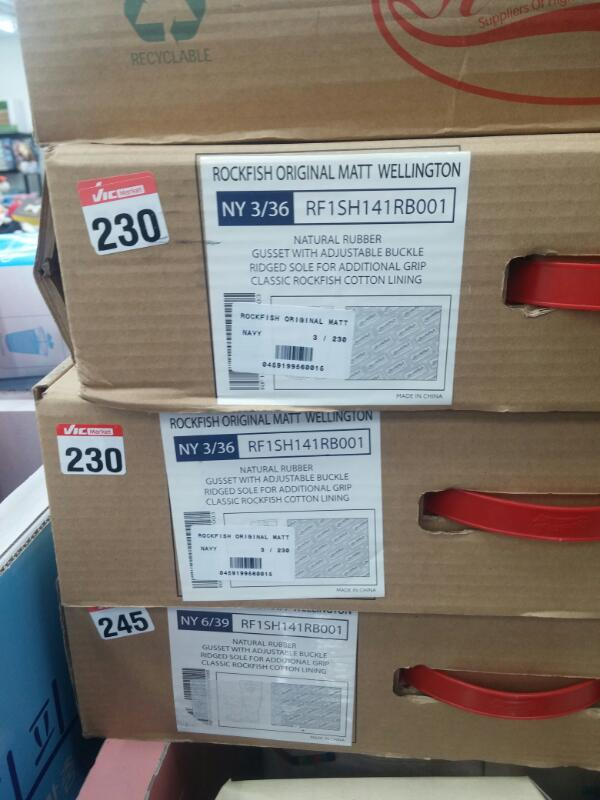 RECYCLABLE
Suppliers Of
VIC Market
230
ROCKFISH ORIGINAL MATT WELLINGTON
NY 3/36 RF1SH141RB001
NATURAL RUBBER
GUSSET WITH ADJUSTABLE BUCKLE
RIDGED SOLE FOR ADDITIONAL GRIP
CLASSIC ROCKFISH COTTON LINING
ROCKFISH ORIGINAL MATT
NAVY 3 / 230
MADE IN CHINA
VIC Market
230
ROCKFISH ORIGINAL MATT WELLINGTON
NY 3/36 RF1SH141RB001
NATURAL RUBBER
GUSSET WITH ADJUSTABLE BUCKLE
RIDGED SOLE FOR ADDITIONAL GRIP
CLASSIC ROCKFISH COTTON LINING
ROCKFISH ORIGINAL MATT
NAVY 3 / 230
MADE IN CHINA
245
WELLINGTON
NY 6/39 RF1SH141RB001
NATURAL RUBBER
GUSSET WITH ADJUSTABLE BUCKLE
RIDGED SOLE FOR ADDITIONAL GRIP
CLASSIC ROCKFISH COTTON LINING
MADE IN CHINA